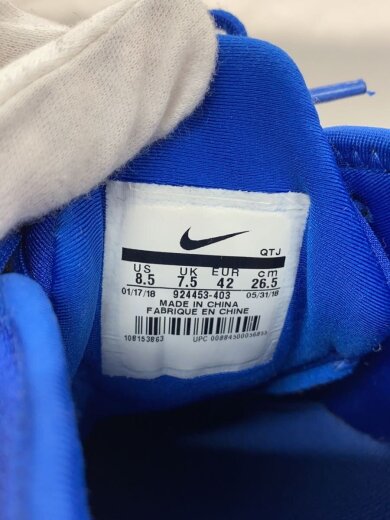 QTJ
US UK EUR cm
8.5 7.5 42 26.5
01/17/18 924453-403 05/31/18
MADE IN CHINA
FABRIQUE EN CHINE